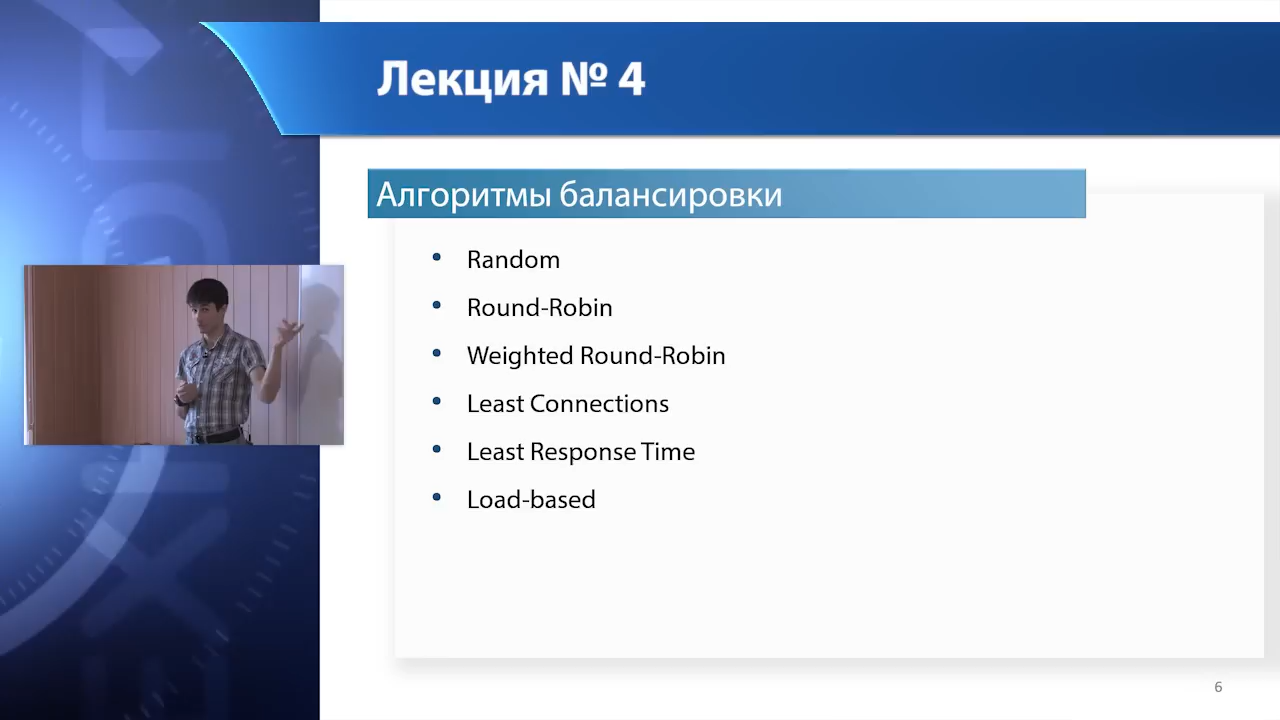 Лекция № 4
Алгоритмы балансировки
• Random
• Round-Robin
• Weighted Round-Robin
• Least Connections
• Least Response Time
• Load-based
6